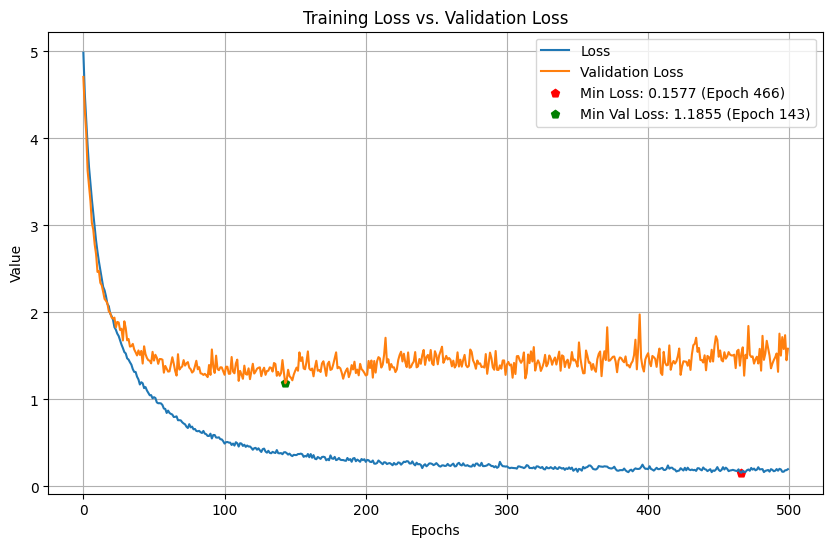 Training Loss vs. Validation Loss
Loss
Validation Loss
Min Loss: 0.1577 (Epoch 466)
Min Val Loss: 1.1855 (Epoch 143)
Value
5
4
3
2
1
0
0 100 200 300 400 500
Epochs